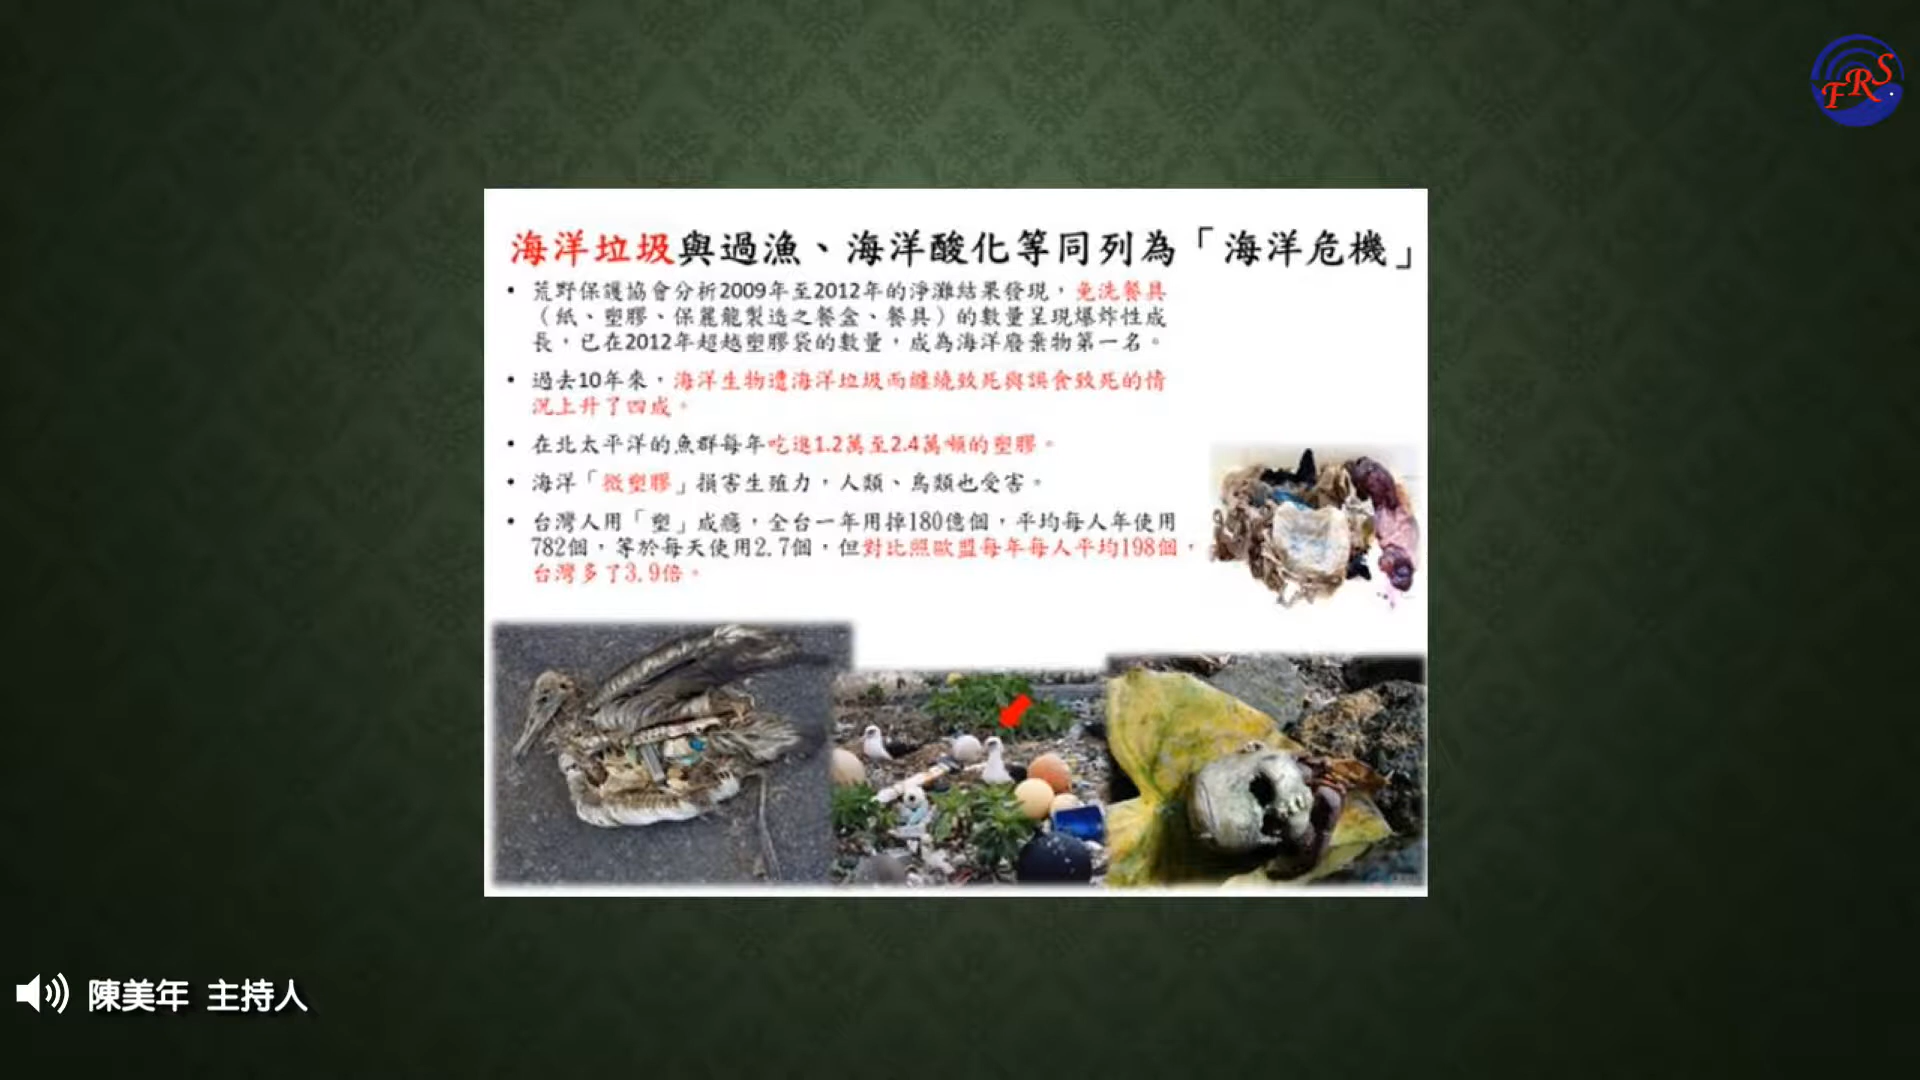 FRS
海洋垃圾與過漁、海洋酸化等同列為「海洋危機」
• 荒野保護協會分析2009年至2012年的淨灘結果發現，免洗餐具
（紙、塑膠、保麗龍製造之餐盒、餐具）的數量呈現爆炸性成
長，已在2012年超越塑膠袋的數量，成為海洋廢棄物第一名。
• 過去10年來，海洋生物遭海洋垃圾而纏繞致死與誤食致死的情
況上升了四成。
• 在北太平洋的魚群每年吃進1.2萬至2.4萬噸的塑膠。
• 海洋「微塑膠」損害生殖力，人類、鳥類也受害。
• 台灣人用「塑」成癮，全台一年用掉180億個，平均每人年使用
782個，等於每天使用2.7個，但對比照歐盟每年每人平均198個，
台灣多了3.9倍。
陳美年 主持人